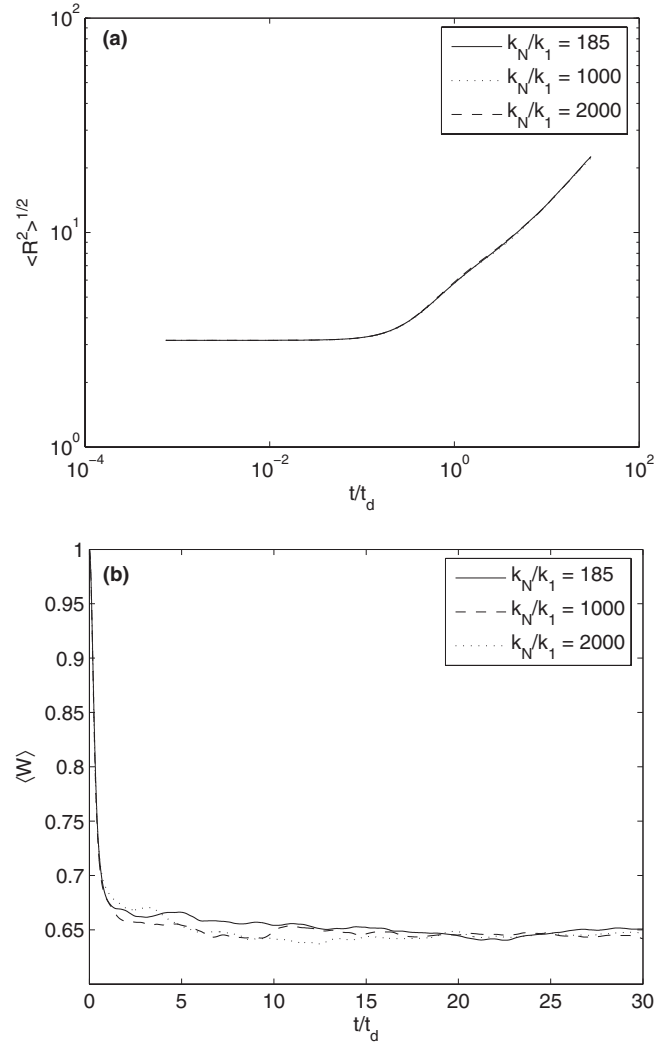 (a)
k_N/k_1 = 185
k_N/k_1 = 1000
k_N/k_1 = 2000
10^2
10^1
10^0
<R^2>^1/2
10^−4
10^−2
10^0
10^2
t/t_d
(b)
k_N/k_1 = 185
k_N/k_1 = 1000
k_N/k_1 = 2000
1
0.95
0.9
0.85
0.8
0.75
0.7
0.65
⟨W⟩
0
5
10
15
20
25
30
t/t_d